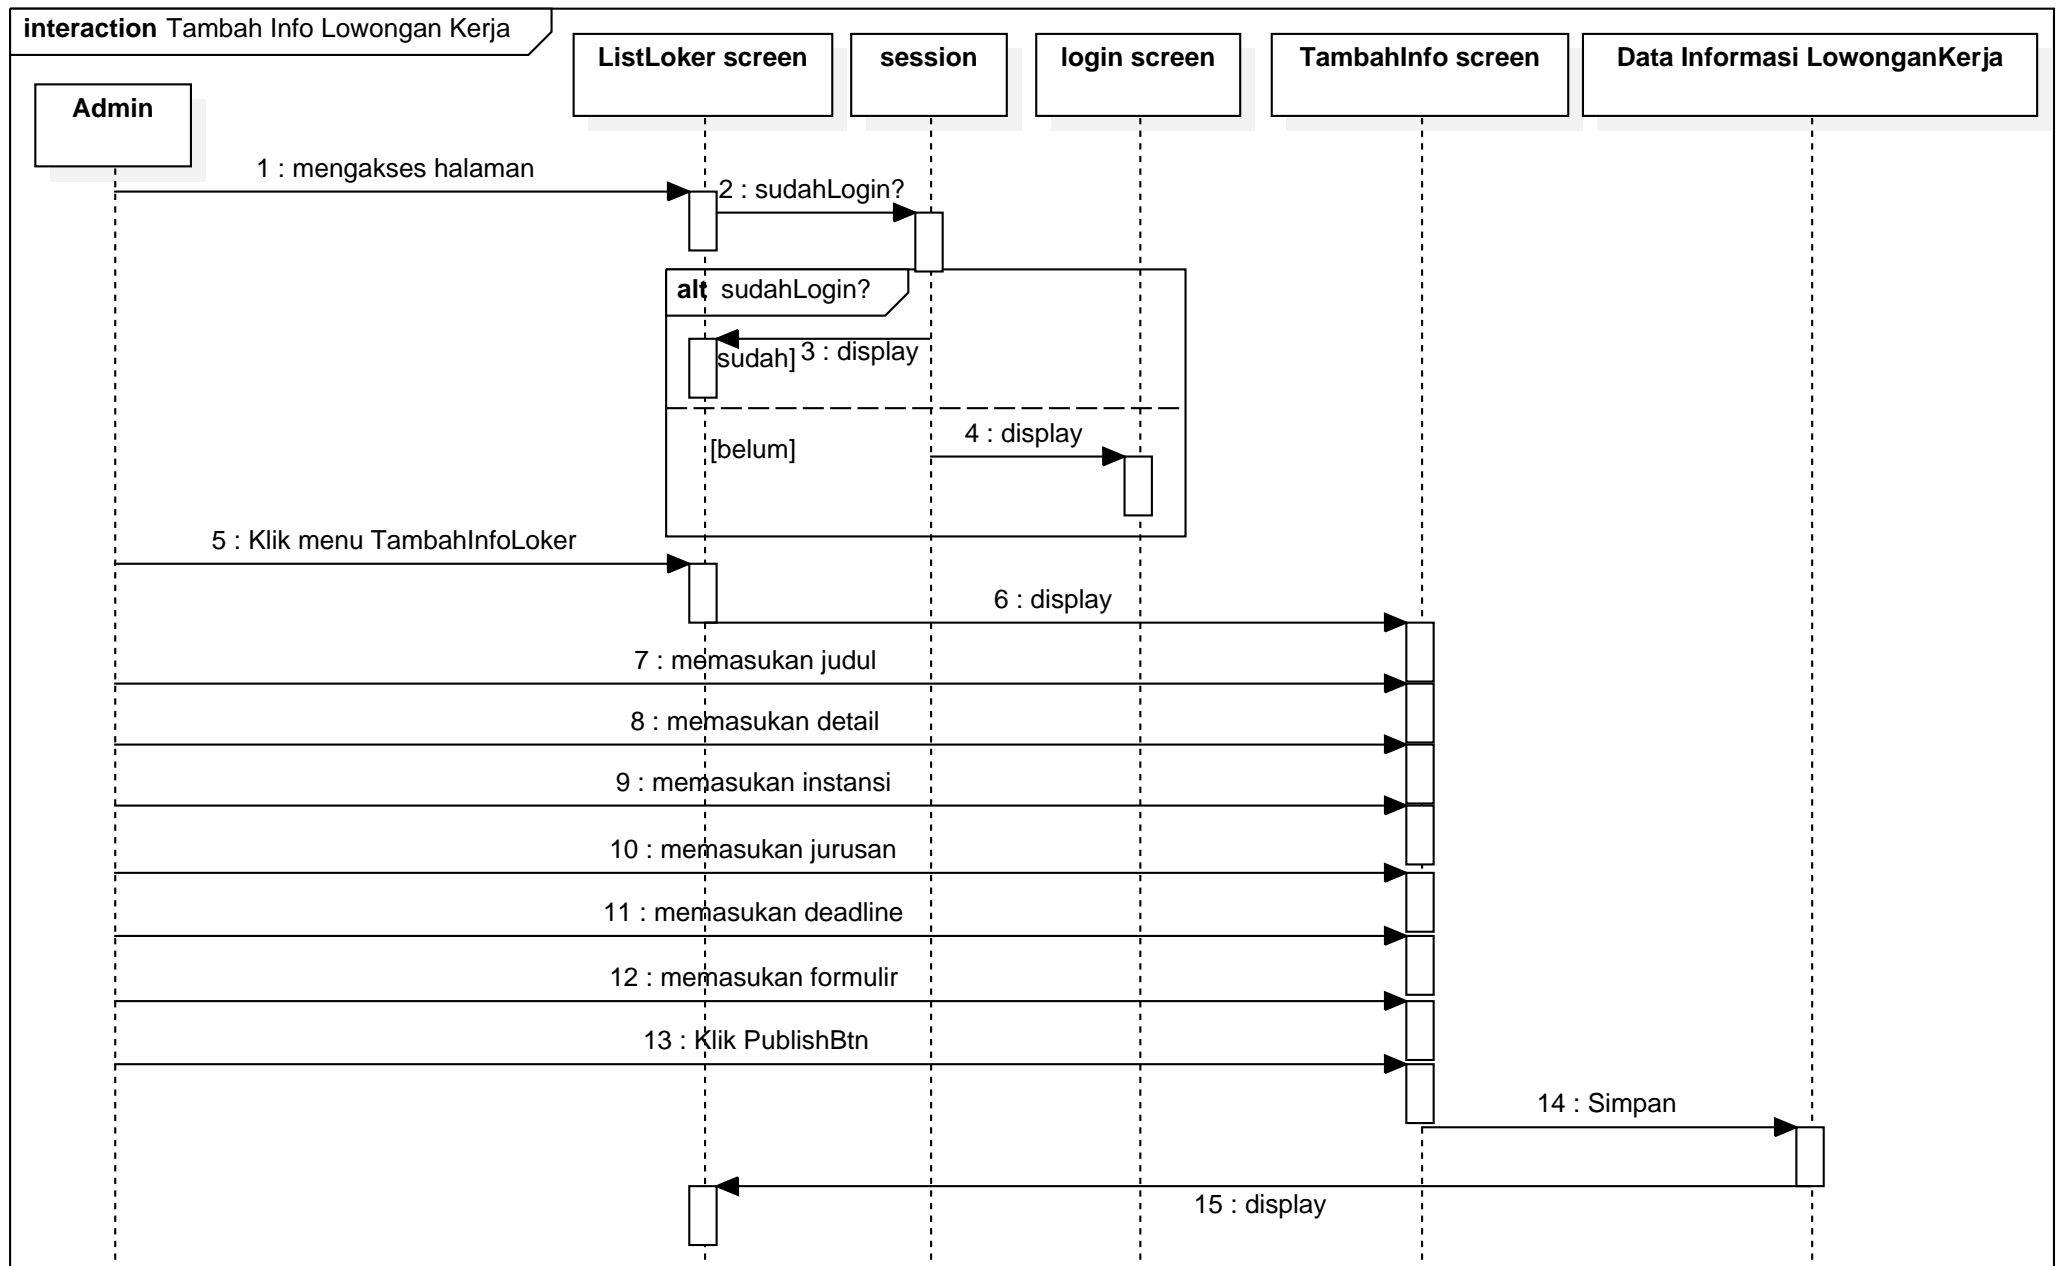 interaction Tambah Info Lowongan Kerja
ListLoker screen
session
login screen
TambahInfo screen
Data Informasi LowonganKerja
Admin
1 : mengakses halaman
2 : sudahLogin?
alt sudahLogin?
sudah]
3 : display
4 : display
[belum]
5 : Klik menu TambahInfoLoker
6 : display
7 : memasukan judul
8 : memasukan detail
9 : memasukan instansi
10 : memasukan jurusan
11 : memasukan deadline
12 : memasukan formulir
13 : Klik PublishBtn
14 : Simpan
15 : display